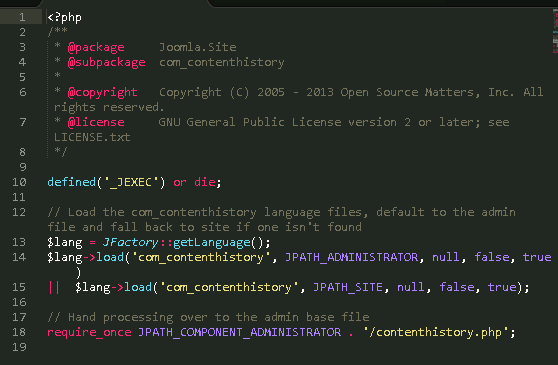 1 <?php
2 /**
3  * @package     Joomla.Site
4  * @subpackage  com_contenthistory
5  *
6  * @copyright   Copyright (C) 2005 - 2013 Open Source Matters, Inc. All
rights reserved.
7  * @license     GNU General Public License version 2 or later; see
LICENSE.txt
8  */
9
10 defined('_JEXEC') or die;
11
12 // Load the com_contenthistory language files, default to the admin
file and fall back to site if one isn't found
13 $lang = JFactory::getLanguage();
14 $lang->load('com_contenthistory', JPATH_ADMINISTRATOR, null, false, true
)
15 ||  $lang->load('com_contenthistory', JPATH_SITE, null, false, true);
16
17 // Hand processing over to the admin base file
18 require_once JPATH_COMPONENT_ADMINISTRATOR . '/contenthistory.php';
19